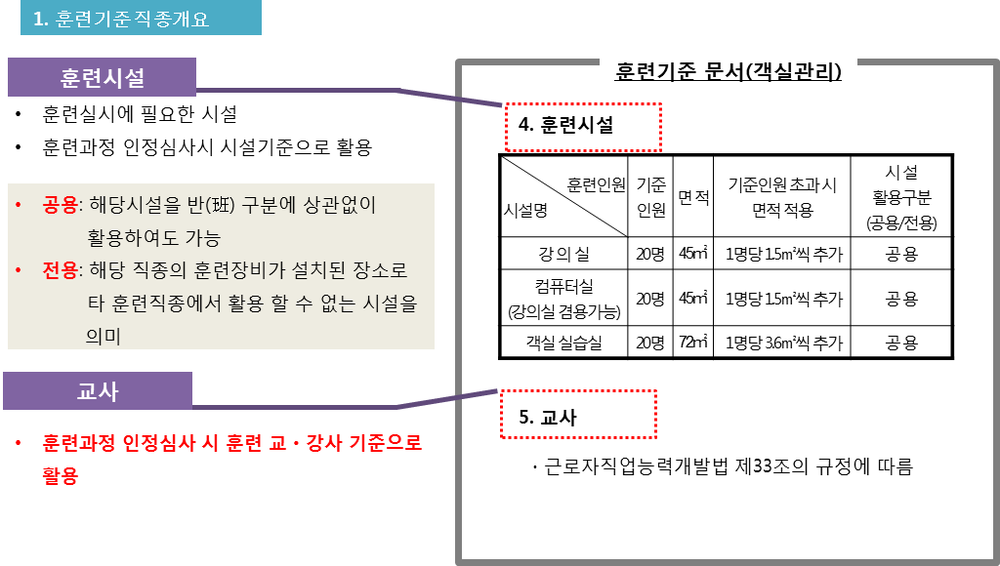 1. 훈련기준직종개요
훈련시설
• 훈련실시에 필요한 시설
• 훈련과정 인정심사시 시설기준으로 활용
• 공용: 해당시설을 반(班) 구분에 상관없이
활용하여도 가능
• 전용: 해당 직종의 훈련장비가 설치된 장소로
타 훈련직종에서 활용 할 수 없는 시설을
의미
교사
• 훈련과정 인정심사 시 훈련 교·강사 기준으로
활용
훈련기준 문서(객실관리)
4. 훈련시설
훈련인원 시설명 기준 인원 면 적 기준인원 초과 시 면적 적용 시 설 활용구분 (공용/전용)
강 의 실 20명 45㎡ 1명당 1.5㎡씩 추가 공 용
컴퓨터실 (강의실 겸용가능) 20명 45㎡ 1명당 1.5㎡씩 추가 공 용
객실 실습실 20명 72㎡ 1명당 3.6㎡씩 추가 공 용
5. 교사
· 근로자직업능력개발법 제33조의 규정에 따름